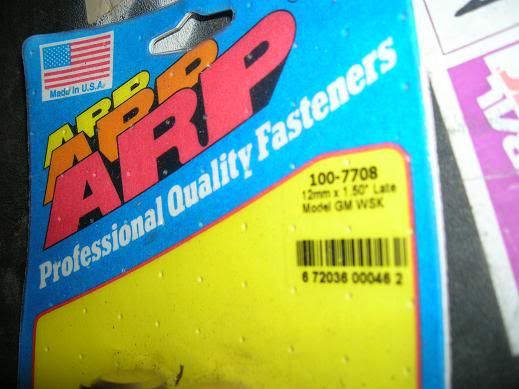 Made in U.S.A.
ARP
ARP
ARP
Professional Quality Fasteners
100-7708
12mm x 1.50" Late
Model GM WSK
6 72036 00046 2